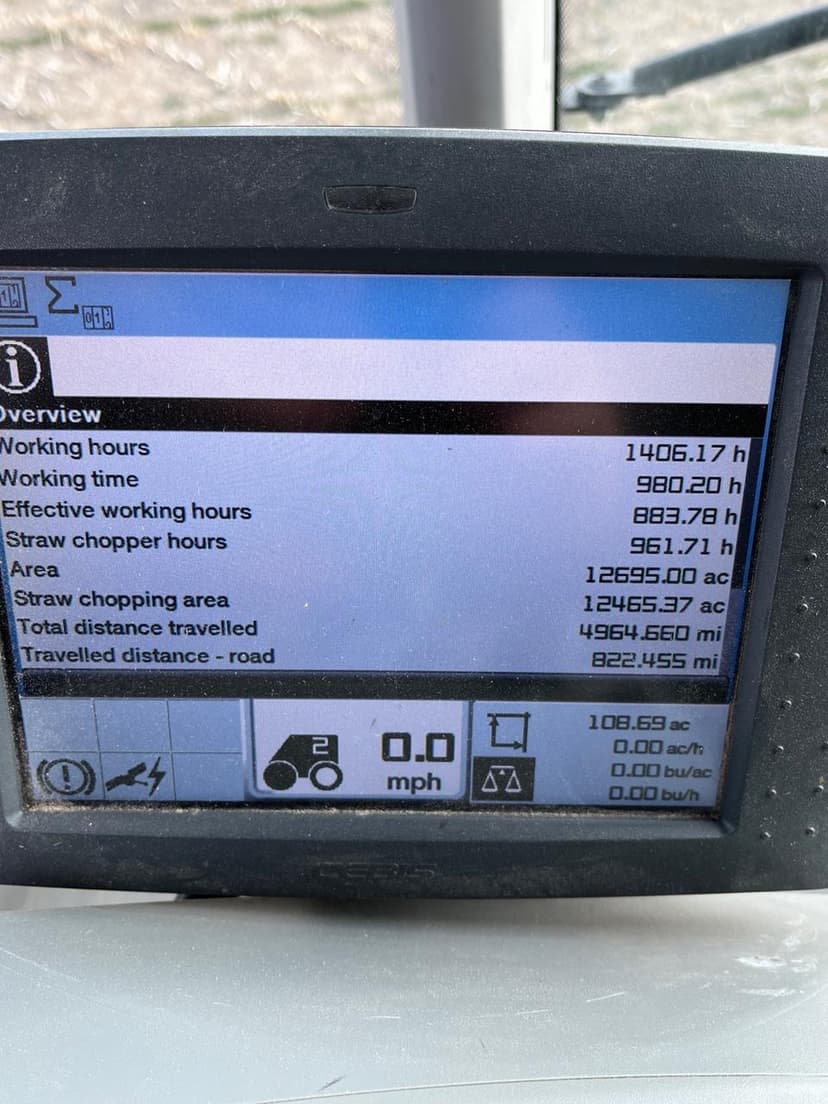 Overview
Working hours 1406.17 h
Working time 980.20 h
Effective working hours 883.78 h
Straw chopper hours 961.71 h
Area 12695.00 ac
Straw chopping area 12465.37 ac
Total distance travelled 4964.660 mi
Travelled distance - road 822.455 mi
2
0.0
mph
108.69 ac
0.00 ac/h
0.00 bu/ac
0.00 bu/h
CEBIS